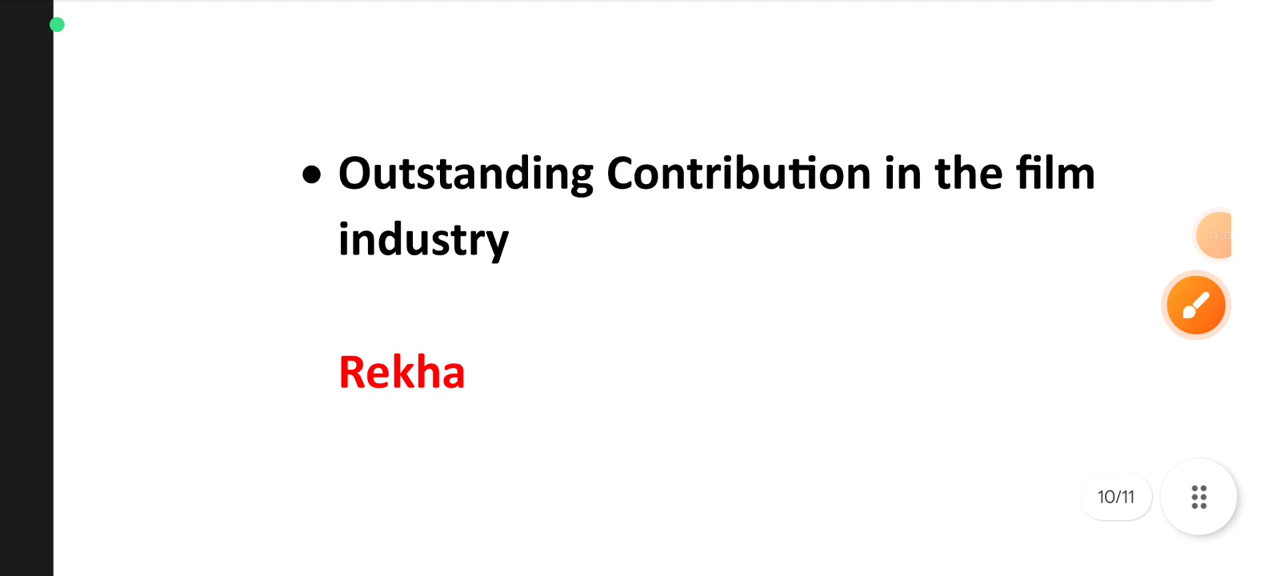 • Outstanding Contribution in the film
industry
Rekha
10/11